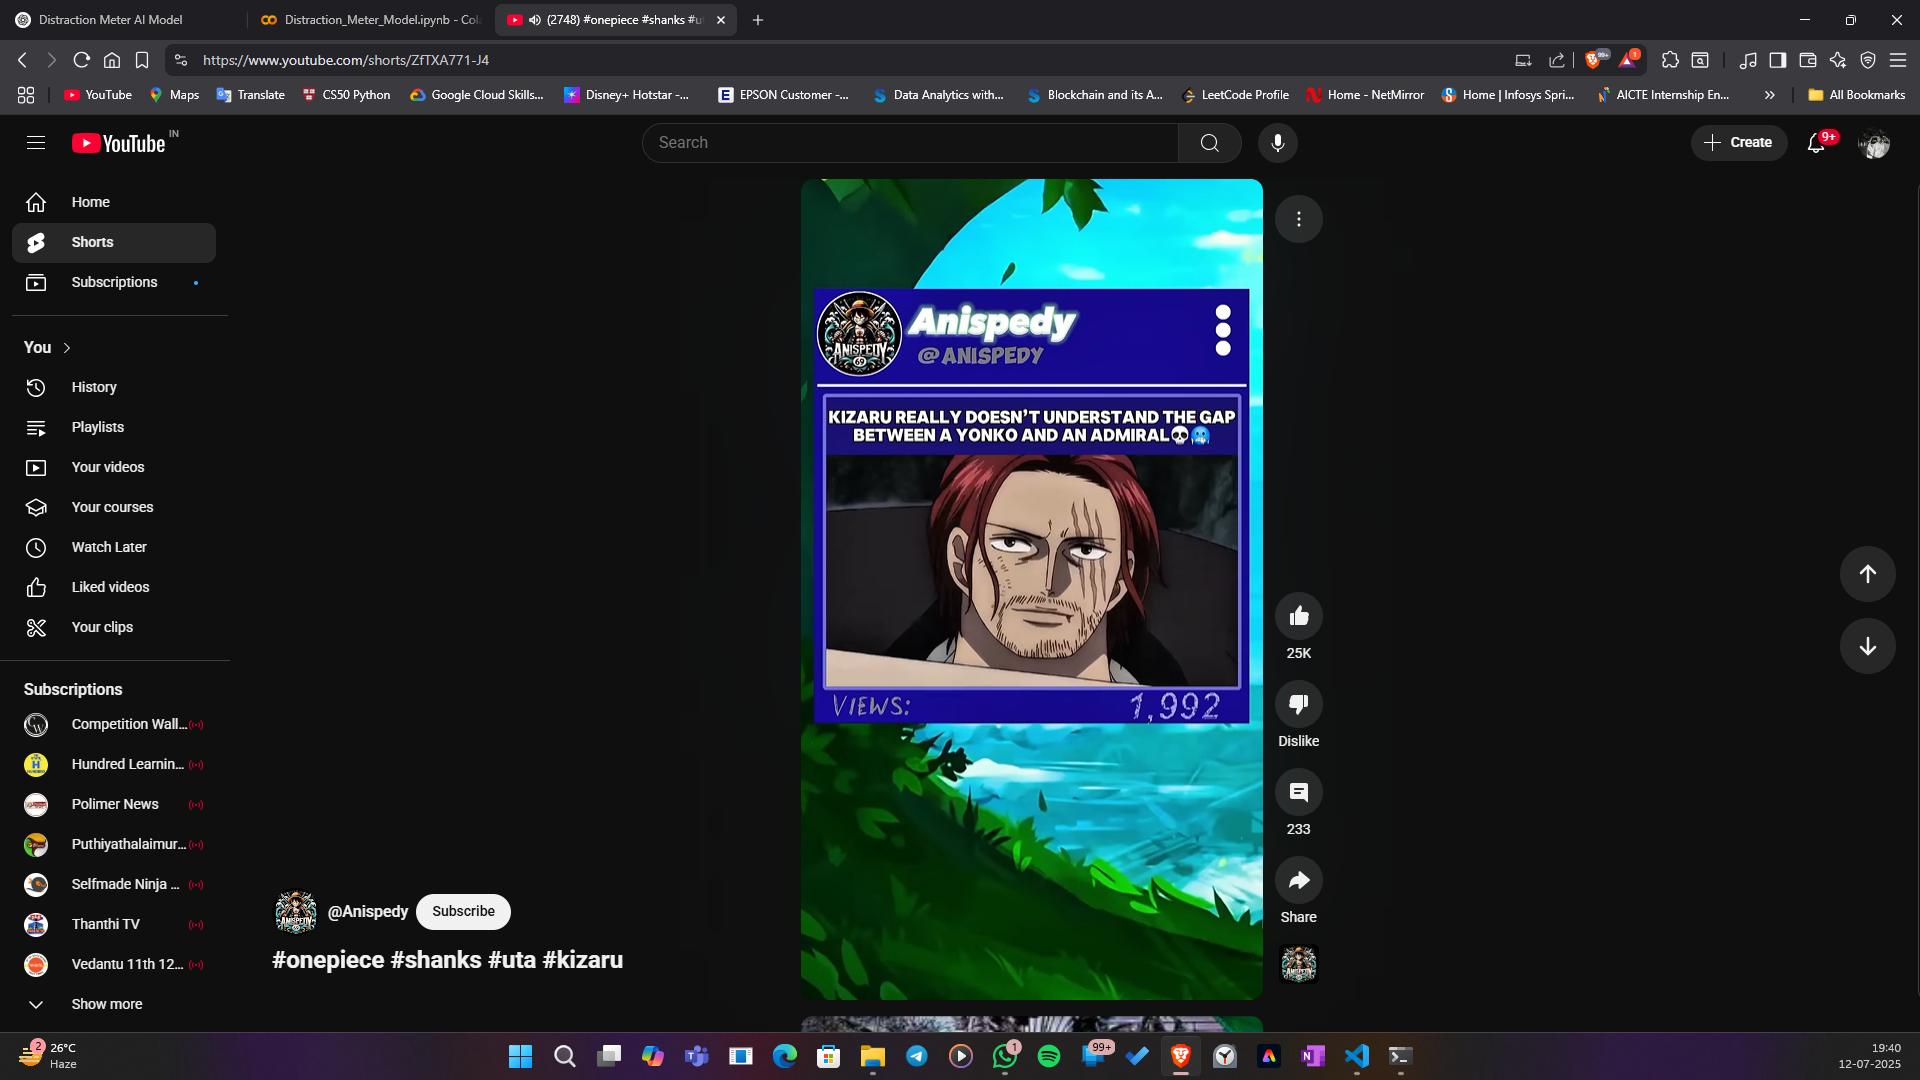 Distraction Meter AI Model
Distraction_Meter_Model.ipynb - Col
(2748) #onepiece #shanks #ut
https://www.youtube.com/shorts/ZfTXA771-J4
99+
1
YouTube
Maps
Translate
CS50 Python
Google Cloud Skills...
Disney+ Hotstar -...
EPSON Customer -...
Data Analytics with...
Blockchain and its A...
LeetCode Profile
Home - NetMirror
Home | Infosys Spri...
AICTE Internship En...
All Bookmarks
YouTube IN
Search
Create
9+
Home
Shorts
Subscriptions
You
History
Playlists
Your videos
Your courses
Watch Later
Liked videos
Your clips
Subscriptions
Competition Wall...
Hundred Learnin...
Polimer News
Puthiyathalaimur...
Selfmade Ninja ...
Thanthi TV
Vedantu 11th 12...
Show more
ANISPEDY
Anispedy
@ANISPEDY
KIZARU REALLY DOESN'T UNDERSTAND THE GAP
BETWEEN A YONKO AND AN ADMIRAL💀🥶
VIEWS: 1,992
25K
Dislike
233
Share
@Anispedy
Subscribe
#onepiece #shanks #uta #kizaru
2
26°C
Haze
1
99+
19:40
12-07-2025